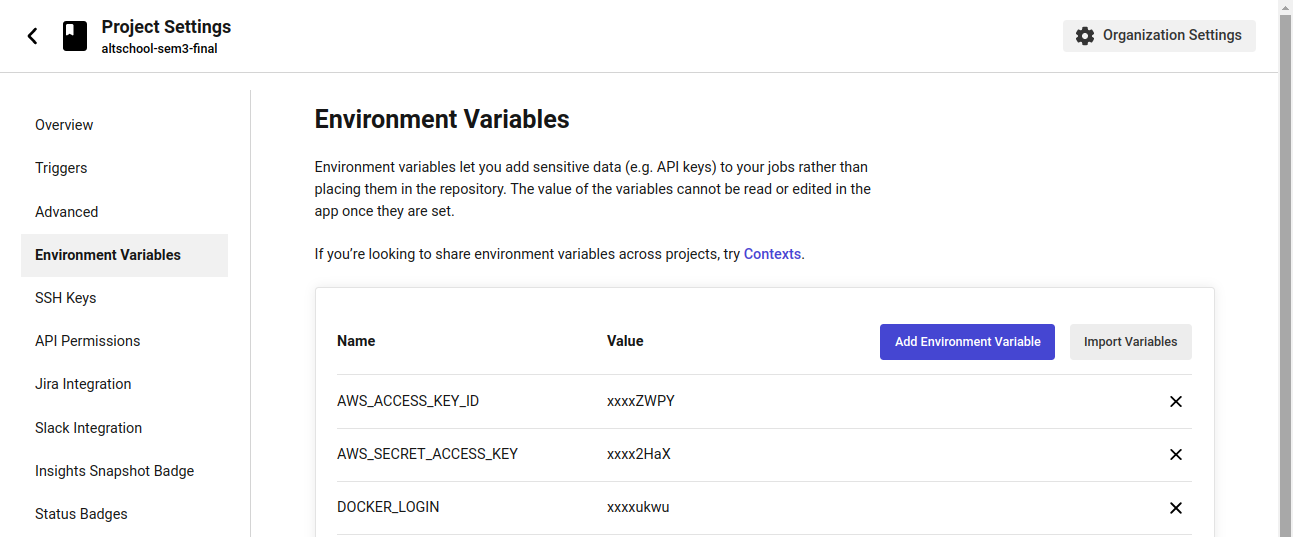 Project Settings
altschool-sem3-final
Organization Settings
Overview
Triggers
Advanced
Environment Variables
SSH Keys
API Permissions
Jira Integration
Slack Integration
Insights Snapshot Badge
Status Badges
Environment Variables
Environment variables let you add sensitive data (e.g. API keys) to your jobs rather than
placing them in the repository. The value of the variables cannot be read or edited in the
app once they are set.
If you’re looking to share environment variables across projects, try Contexts.
Name Value Add Environment Variable Import Variables
AWS_ACCESS_KEY_ID xxxxZWPY
AWS_SECRET_ACCESS_KEY xxxx2HaX
DOCKER_LOGIN xxxxukwu